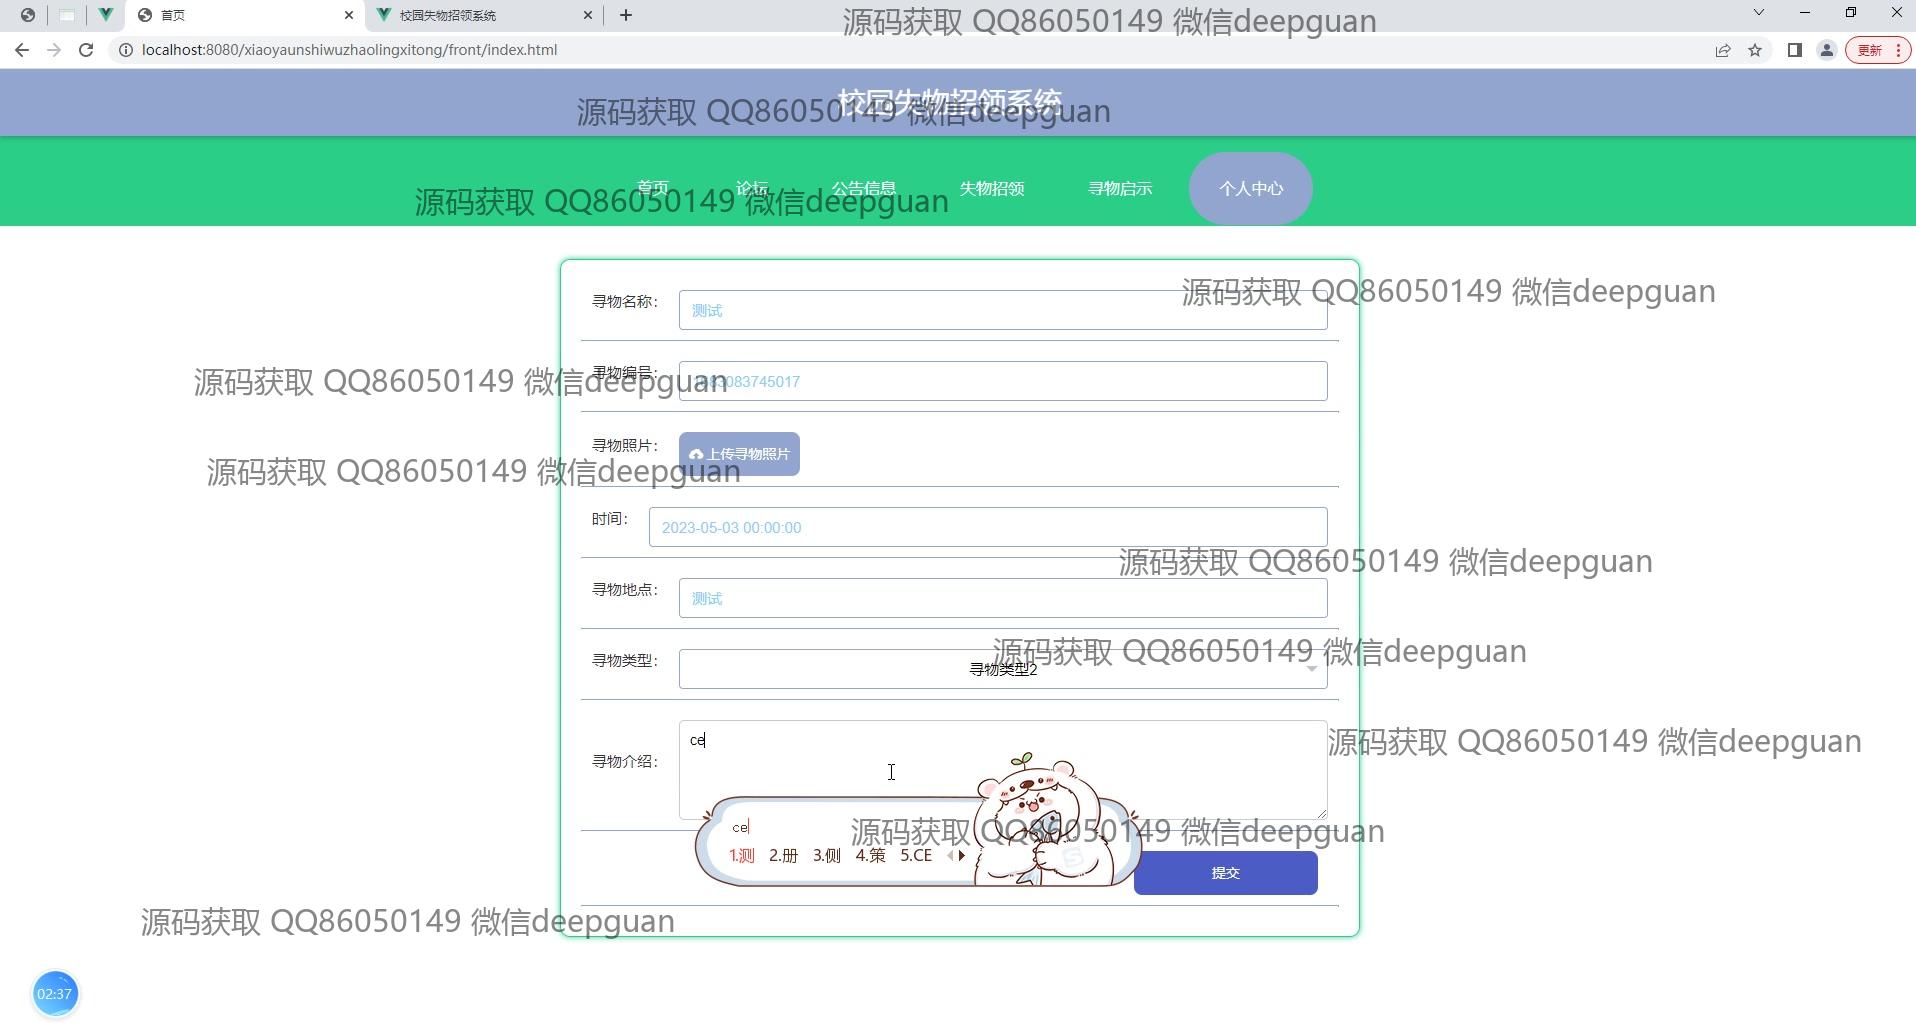 首页
校园失物招领系统
源码获取 QQ86050149 微信deepguan
localhost:8080/xiaoyaunshiwuzhaolingxitong/front/index.html
更新
校园失物招领系统
源码获取 QQ86050149 微信deepguan
首页 论坛 公告信息 失物招领 寻物启示 个人中心
源码获取 QQ86050149 微信deepguan
源码获取 QQ86050149 微信deepguan
寻物名称：
测试
寻物编号：
1683083745017
源码获取 QQ86050149 微信deepguan
寻物照片：
上传寻物照片
源码获取 QQ86050149 微信deepguan
时间：
2023-05-03 00:00:00
源码获取 QQ86050149 微信deepguan
寻物地点：
测试
源码获取 QQ86050149 微信deepguan
寻物类型：
寻物类型2
源码获取 QQ86050149 微信deepguan
寻物介绍：
ce
ce
源码获取 QQ86050149 微信deepguan
1.测 2.册 3.侧 4.策 5.CE
提交
源码获取 QQ86050149 微信deepguan
02:37